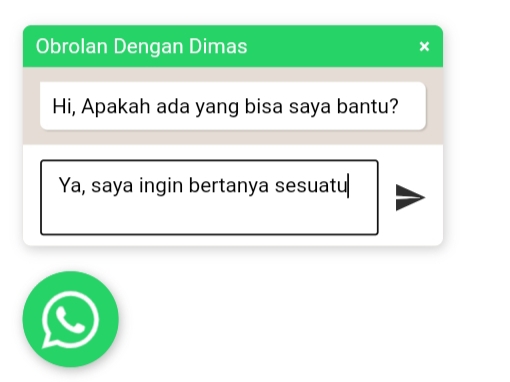 Obrolan Dengan Dimas ×
Hi, Apakah ada yang bisa saya bantu?
Ya, saya ingin bertanya sesuatu